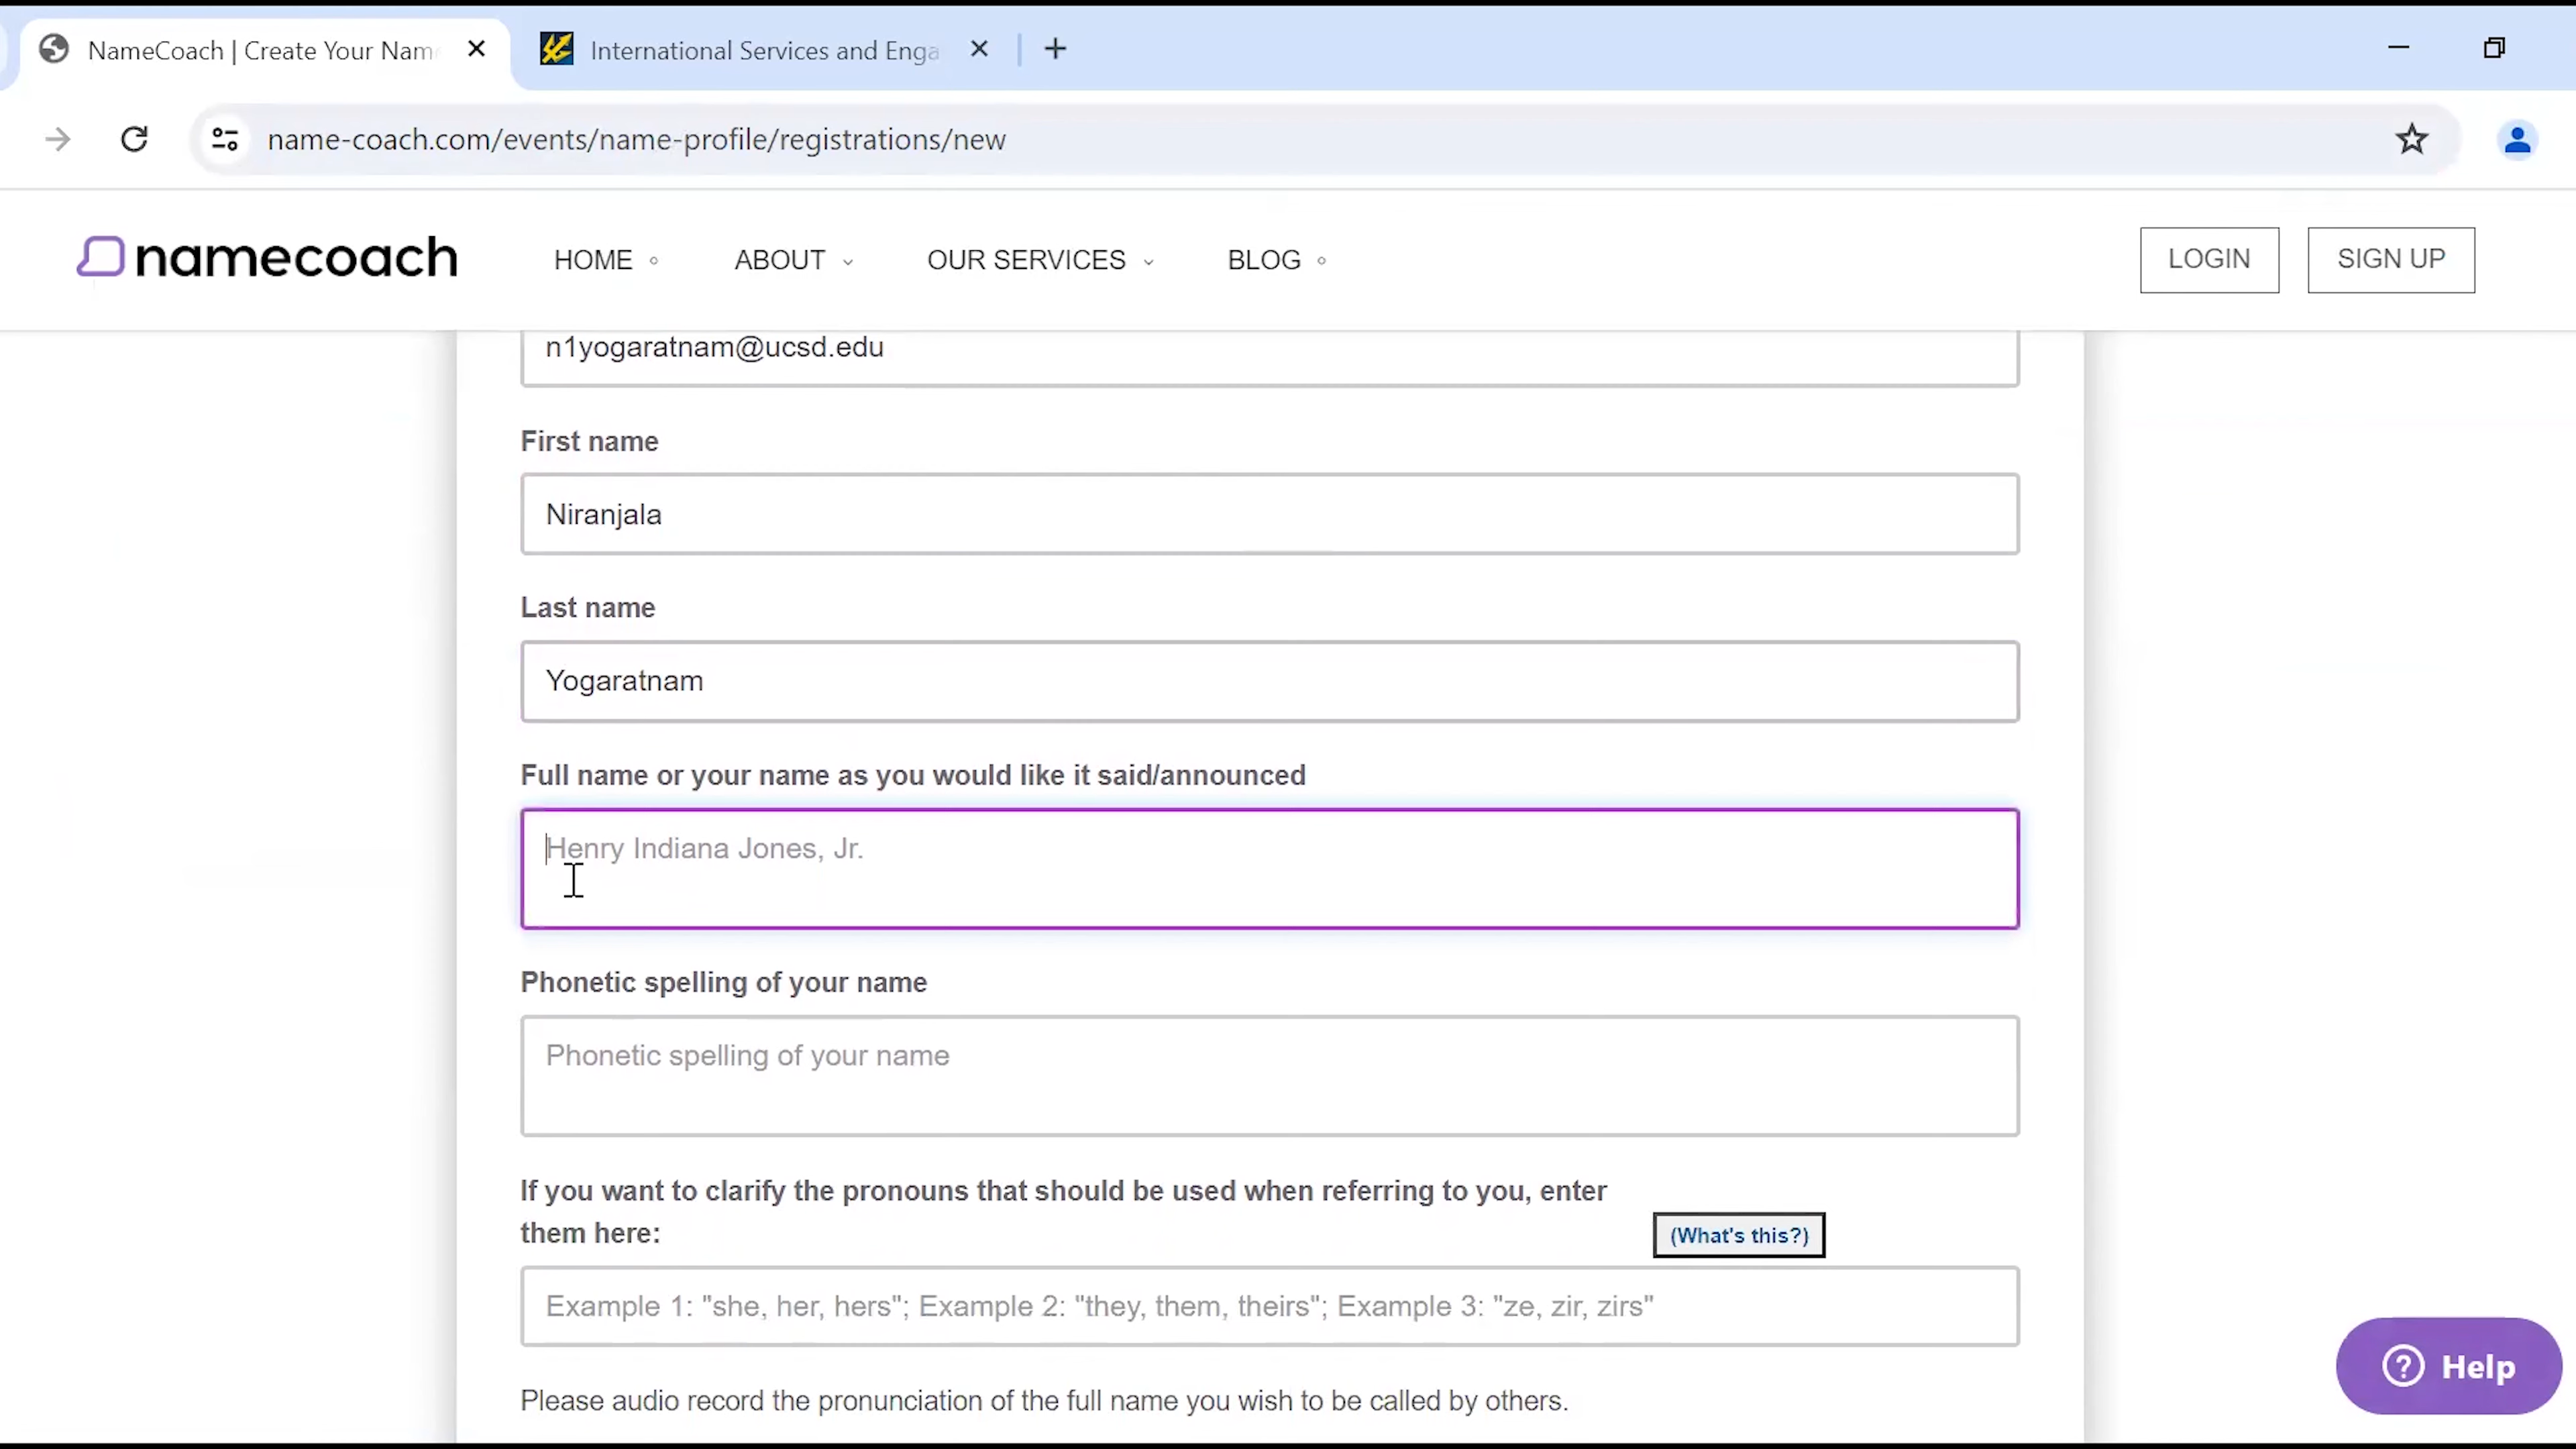 NameCoach | Create Your Nam
International Services and Enga
name-coach.com/events/name-profile/registrations/new
namecoach
HOME
ABOUT
OUR SERVICES
BLOG
LOGIN
SIGN UP
n1yogaratnam@ucsd.edu
First name
Niranjala
Last name
Yogaratnam
Full name or your name as you would like it said/announced
Henry Indiana Jones, Jr.
Phonetic spelling of your name
Phonetic spelling of your name
If you want to clarify the pronouns that should be used when referring to you, enter
them here:
(What's this?)
Example 1: "she, her, hers"; Example 2: "they, them, theirs"; Example 3: "ze, zir, zirs"
Help
Please audio record the pronunciation of the full name you wish to be called by others.